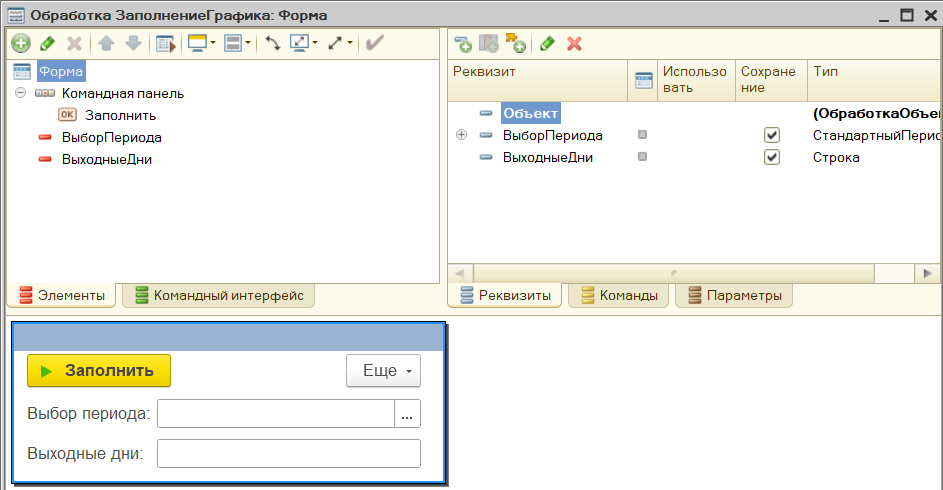 Обработка ЗаполнениеГрафика: Форма
Форма
Командная панель
OK Заполнить
ВыборПериода
ВыходныеДни
Элементы Командный интерфейс
Реквизит Использо
вать Сохране
ние Тип
Объект (ОбработкаОбъе
ВыборПериода СтандартныйПерио
ВыходныеДни Строка
Реквизиты Команды Параметры
Заполнить Еще
Выбор периода: ...
Выходные дни: